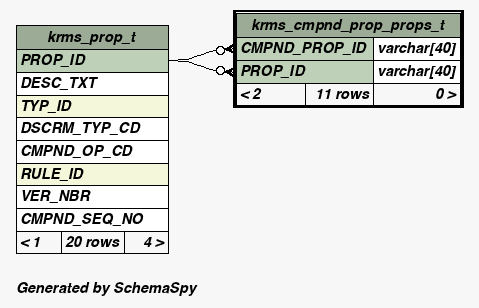 krms_prop_t
PROP_ID
DESC_TXT
TYP_ID
DSCRM_TYP_CD
CMPND_OP_CD
RULE_ID
VER_NBR
CMPND_SEQ_NO
< 1 20 rows 4 >
krms_cmpnd_prop_props_t
CMPND_PROP_ID varchar[40]
PROP_ID varchar[40]
< 2 11 rows 0 >
Generated by SchemaSpy